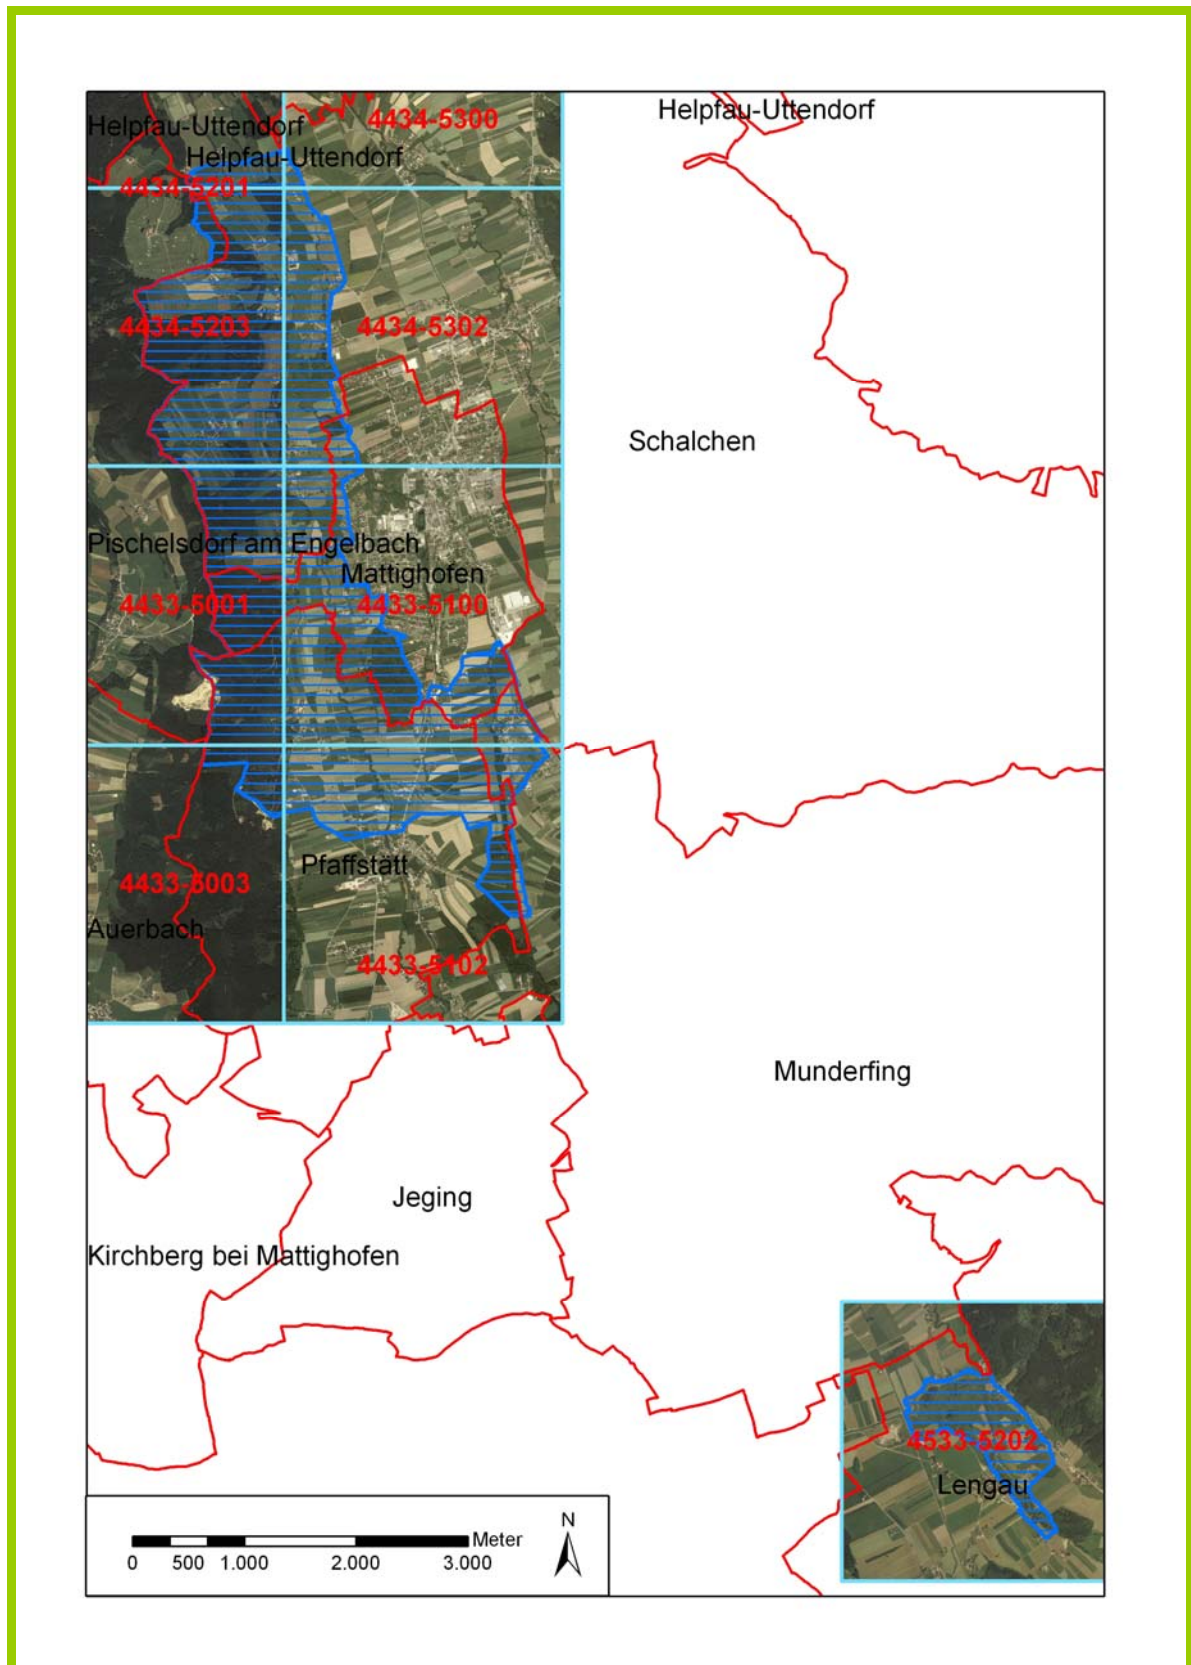 Helpfau-Uttendorf
4434-5300
Helpfau-Uttendorf
Helpfau-Uttendorf
4434-5201
4434-5203
4434-5302
Schalchen
Pischelsdorf am Engelbach
Mattighofen
4433-5001
4433-5100
Pfaffstätt
4433-5003
Auerbach
4433-5102
Munderfing
Jeging
Kirchberg bei Mattighofen
4533-5202
Lengau
N
Meter
0 500 1.000 2.000 3.000